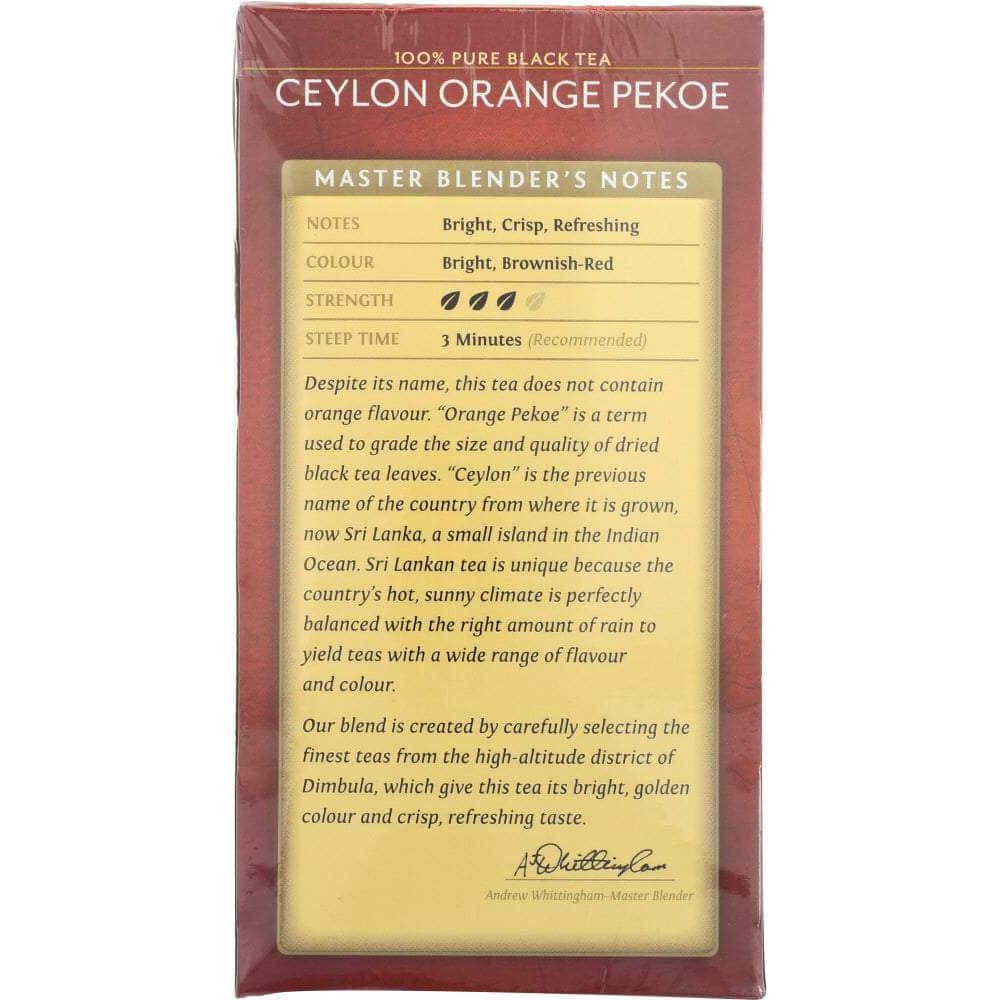 100% PURE BLACK TEA
CEYLON ORANGE PEKOE
MASTER BLENDER'S NOTES
NOTES Bright, Crisp, Refreshing
COLOUR Bright, Brownish-Red
STRENGTH
STEEP TIME 3 Minutes (Recommended)
Despite its name, this tea does not contain
orange flavour. "Orange Pekoe" is a term
used to grade the size and quality of dried
black tea leaves. "Ceylon" is the previous
name of the country from where it is grown,
now Sri Lanka, a small island in the Indian
Ocean. Sri Lankan tea is unique because the
country's hot, sunny climate is perfectly
balanced with the right amount of rain to
yield teas with a wide range of flavour
and colour.
Our blend is created by carefully selecting the
finest teas from the high-altitude district of
Dimbula, which give this tea its bright, golden
colour and crisp, refreshing taste.
AJWhittingham
Andrew Whittingham-Master Blender